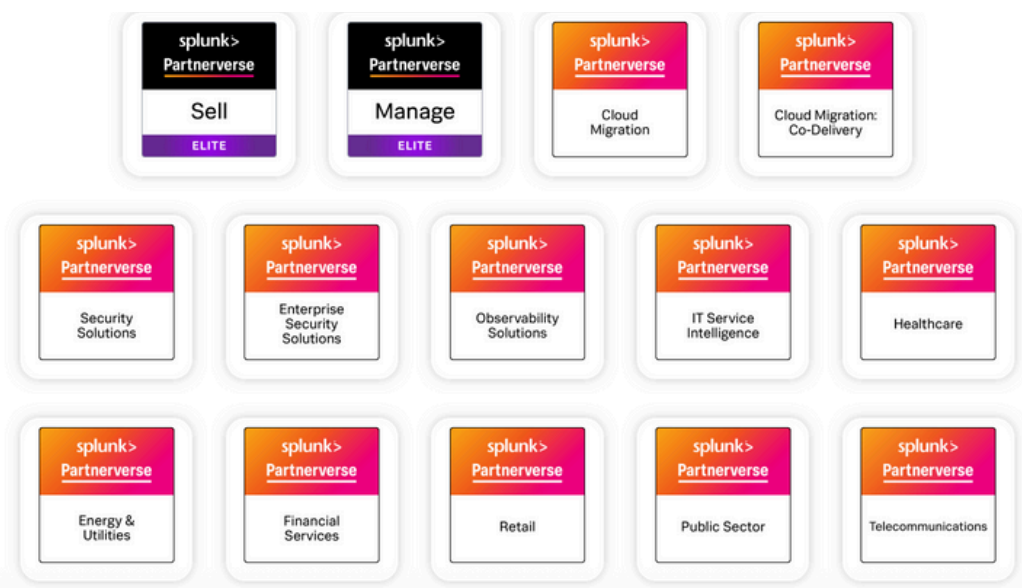 splunk>
Partnerverse
Sell
ELITE
splunk>
Partnerverse
Manage
ELITE
splunk>
Partnerverse
Cloud
Migration
splunk>
Partnerverse
Cloud Migration:
Co-Delivery
splunk>
Partnerverse
Security
Solutions
splunk>
Partnerverse
Enterprise
Security
Solutions
splunk>
Partnerverse
Observability
Solutions
splunk>
Partnerverse
IT Service
Intelligence
splunk>
Partnerverse
Healthcare
splunk>
Partnerverse
Energy &
Utilities
splunk>
Partnerverse
Financial
Services
splunk>
Partnerverse
Retail
splunk>
Partnerverse
Public Sector
splunk>
Partnerverse
Telecommunications